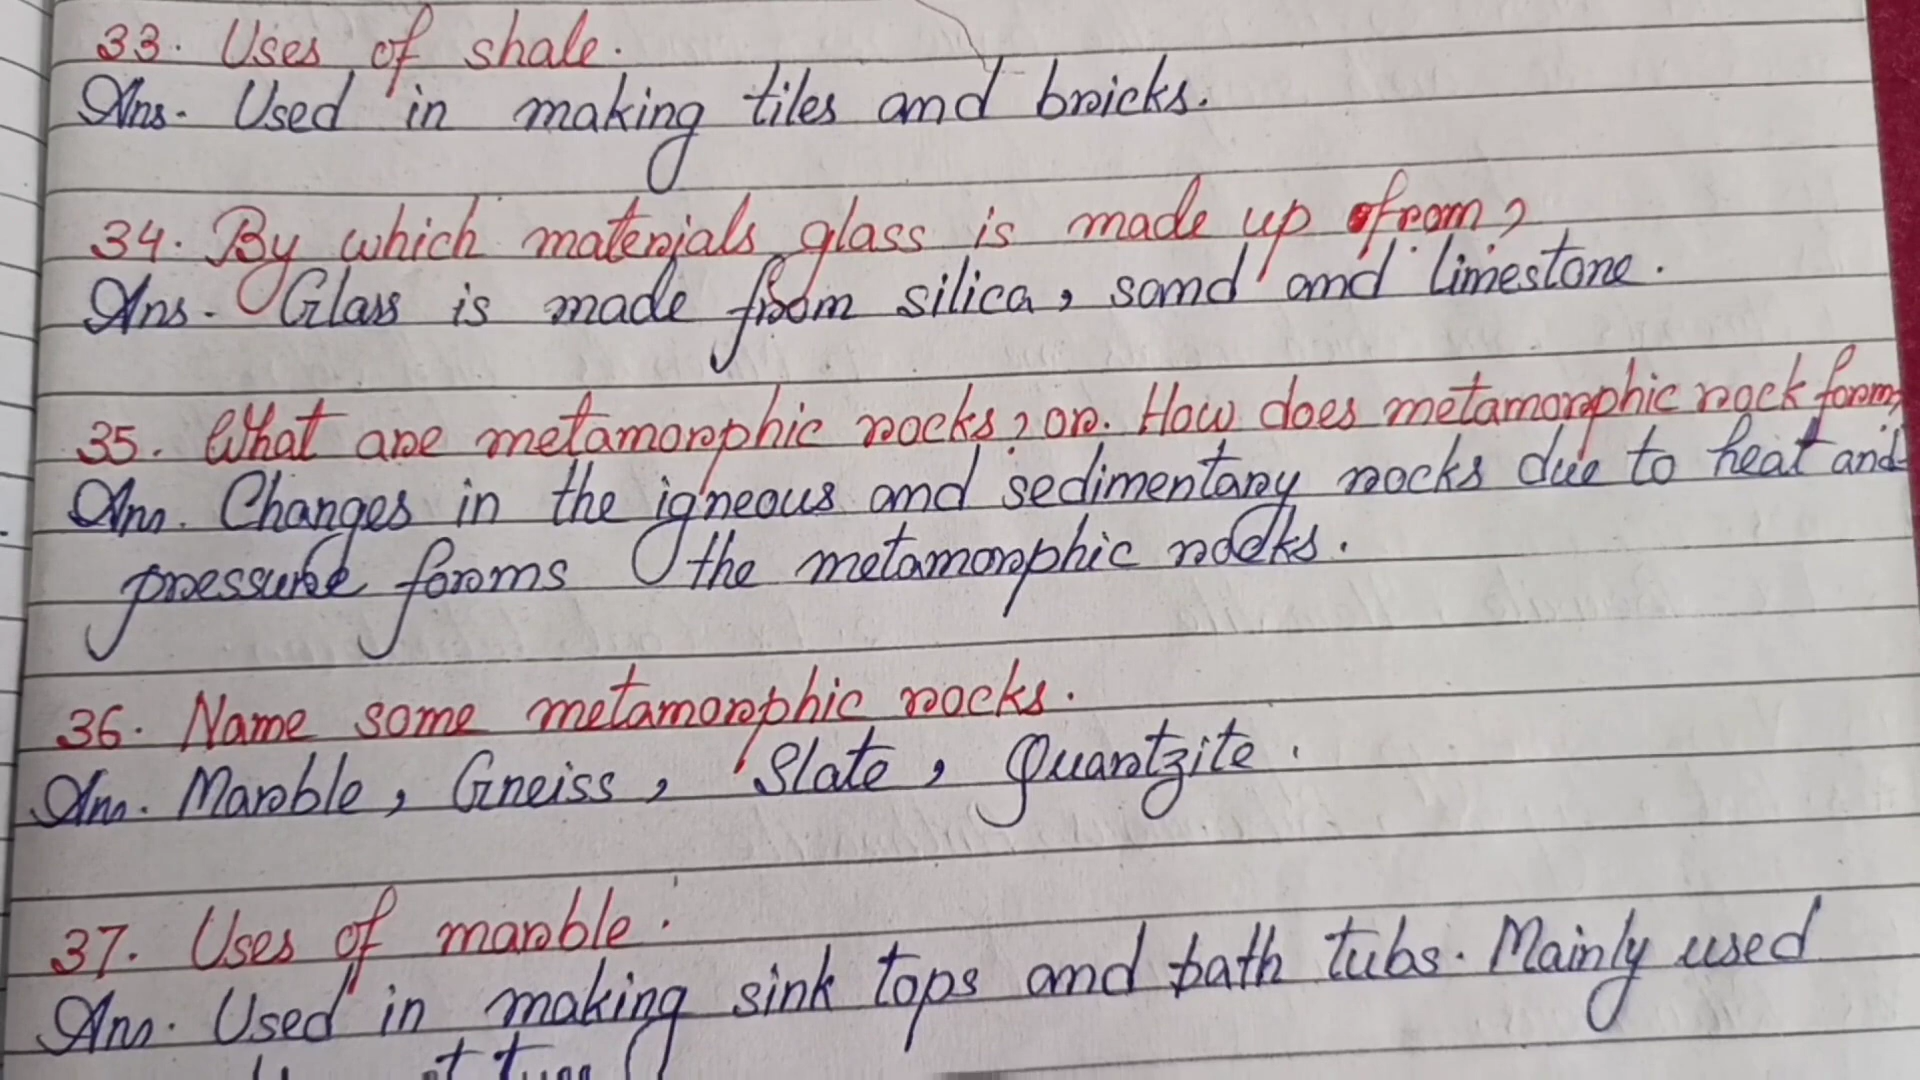 33. Uses of shale.
Ans. Used in making tiles and bricks.
34. By which materials glass is made up from?
Ans. Glass is made from silica, sand and limestone.
35. What are metamorphic rocks? or. How does metamorphic rock form?
Ans. Changes in the igneous and sedimentary rocks due to heat and
pressure forms the metamorphic rocks.
36. Name some metamorphic rocks.
Ans. Marble, Gneiss, Slate, Quartzite.
37. Uses of marble.
Ans. Used in making sink tops and bath tubs. Mainly used